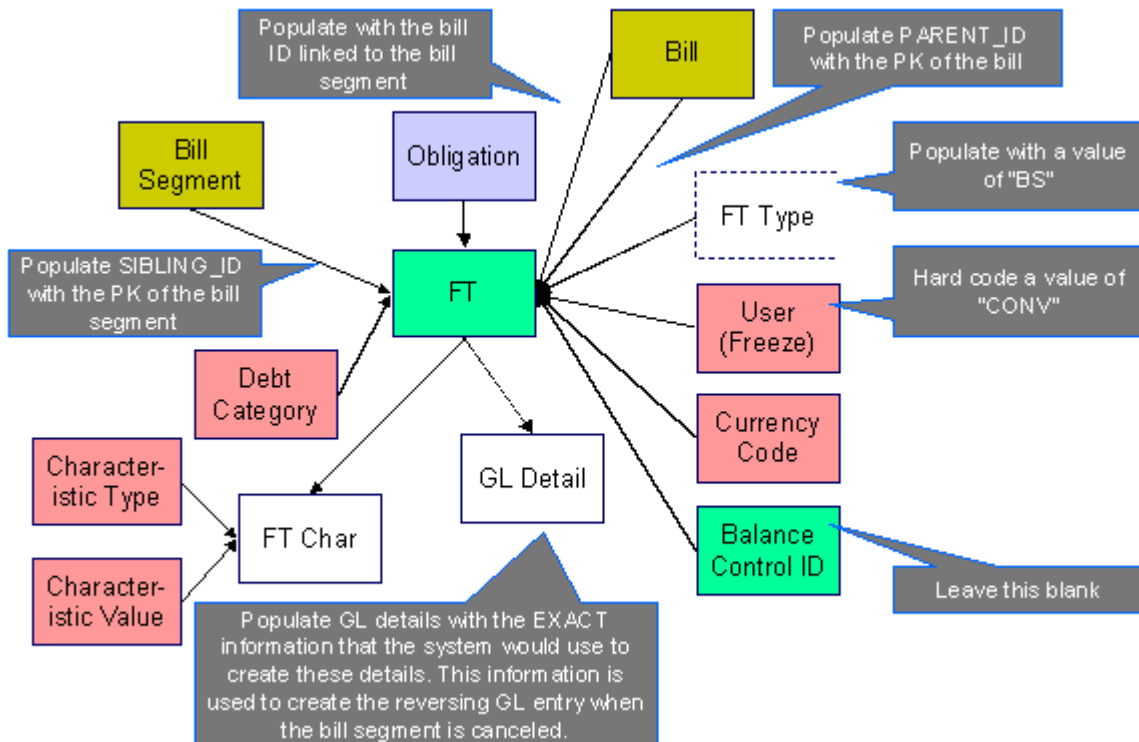 Populate with the bill
ID linked to the bill
segment
Bill
Populate PARENT_ID
with the PK of the bill
Bill
Segment
Obligation
Populate with a value
of "BS"
FT Type
Populate SIBLING_ID
with the PK of the bill
segment
FT
Hard code a value of
"CONV"
User
(Freeze)
Debt
Category
Currency
Code
Character-
istic Type
GL Detail
FT Char
Balance
Control ID
Character-
istic Value
Leave this blank
Populate GL details with the EXACT
information that the system would use to
create these details. This information is
used to create the reversing GL entry when
the bill segment is canceled.